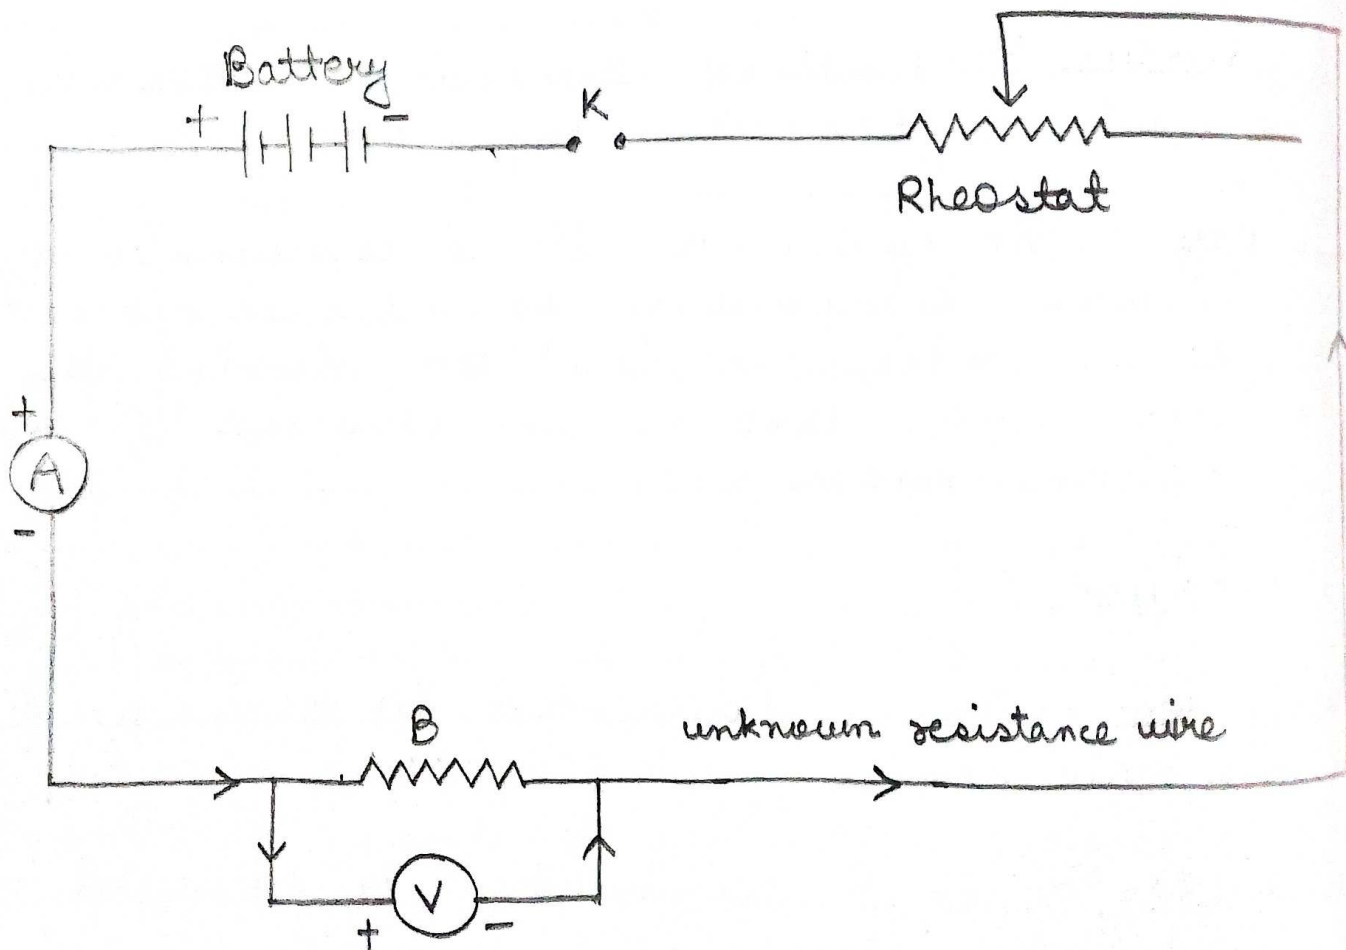 Battery
+ -
K
Rheostat
+
A
-
B
unknown resistance wire
V
+ -